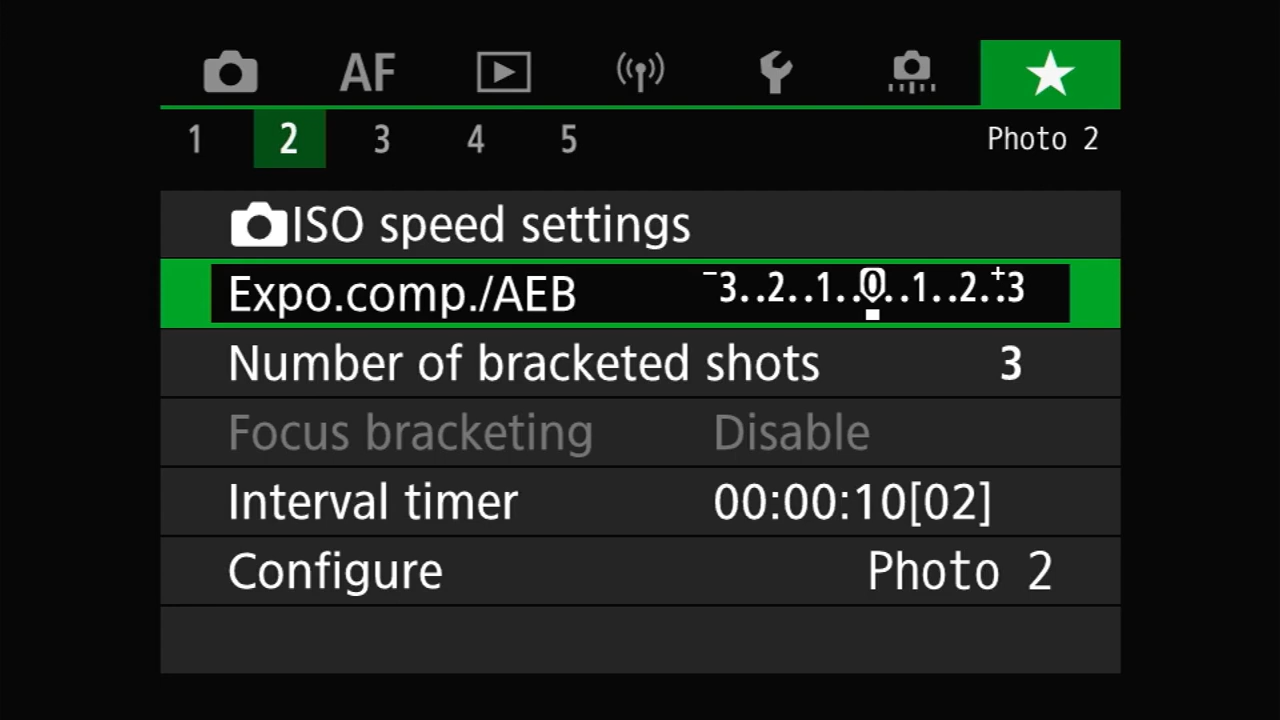 AF
1 2 3 4 5 Photo 2
ISO speed settings
Expo.comp./AEB -3..2..1..0..1..2..+3
Number of bracketed shots 3
Focus bracketing Disable
Interval timer 00:00:10[02]
Configure Photo 2